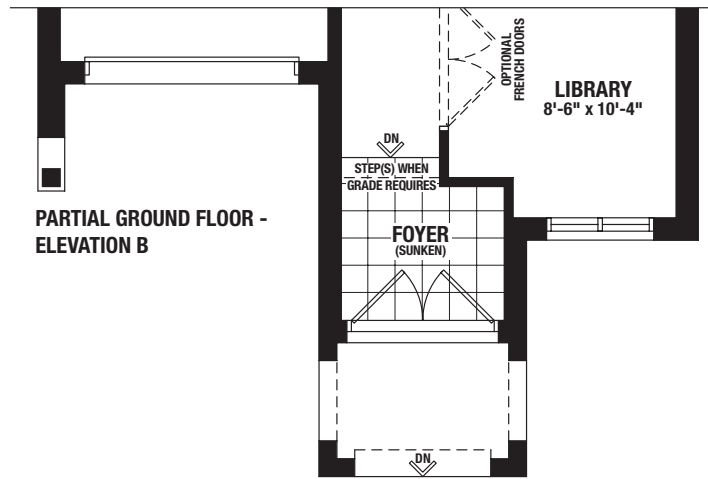 OPTIONAL
FRENCH DOORS
LIBRARY
8'-6" x 10'-4"
DN
STEP(S) WHEN
GRADE REQUIRES
PARTIAL GROUND FLOOR -
ELEVATION B
FOYER
(SUNKEN)
DN